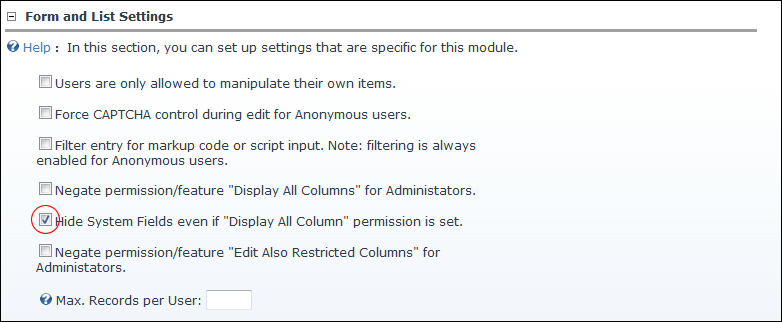 Form and List Settings
Help : In this section, you can set up settings that are specific for this module.
Users are only allowed to manipulate their own items.
Force CAPTCHA control during edit for Anonymous users.
Filter entry for markup code or script input. Note: filtering is always
enabled for Anonymous users.
Negate permission/feature "Display All Columns" for Administators.
Hide System Fields even if "Display All Column" permission is set.
Negate permission/feature "Edit Also Restricted Columns" for
Administators.
Max. Records per User: